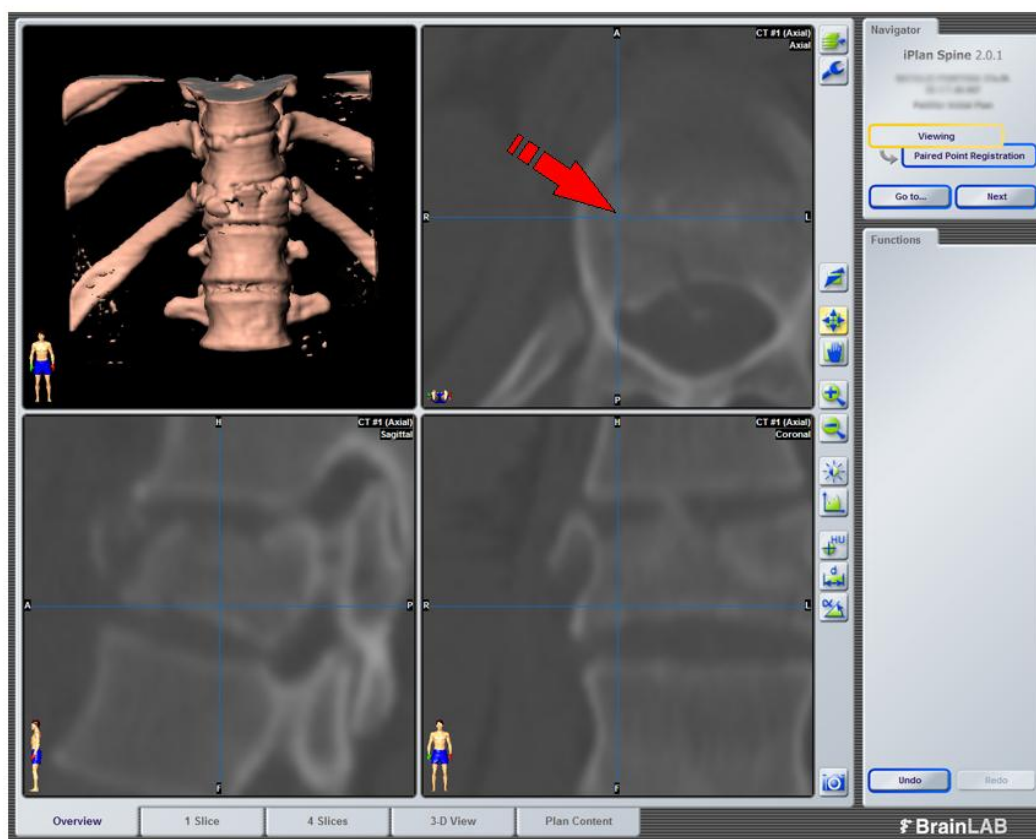 CT #1 (Axial)
Axial
A
R
L
P
CT #1 (Axial)
Sagittal
H
A
P
F
CT #1 (Axial)
Coronal
H
R
L
F
HU
d
Navigator
iPlan Spine 2.0.1
Viewing
Paired Point Registration
Go to...
Next
Functions
Undo
Redo
Overview
1 Slice
4 Slices
3-D View
Plan Content
BrainLAB